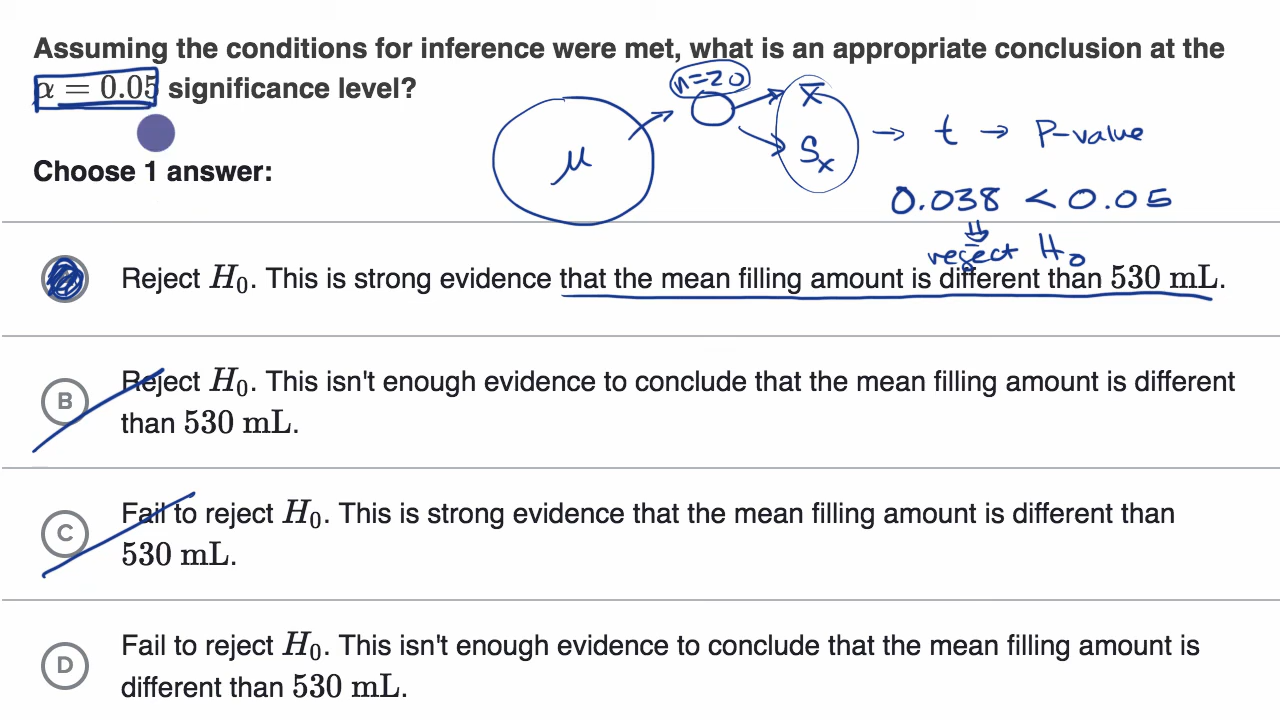 Assuming the conditions for inference were met, what is an appropriate conclusion at the
α = 0.05 significance level?
n=20
x̄
μ
Sₓ
→ t → P-value
Choose 1 answer:
0.038 < 0.05
⇓
reject H₀
Reject H₀. This is strong evidence that the mean filling amount is different than 530 mL.
B
Reject H₀. This isn't enough evidence to conclude that the mean filling amount is different
than 530 mL.
C
Fail to reject H₀. This is strong evidence that the mean filling amount is different than
530 mL.
D
Fail to reject H₀. This isn't enough evidence to conclude that the mean filling amount is
different than 530 mL.